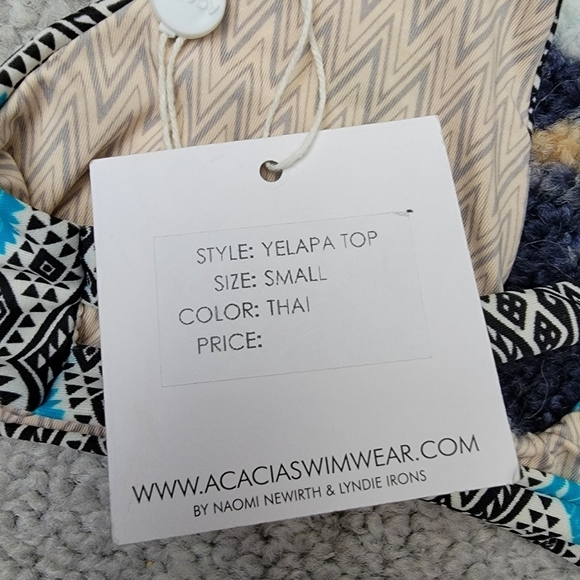 STYLE: YELAPA TOP
SIZE: SMALL
COLOR: THAI
PRICE:
WWW.ACACIASWIMWEAR.COM
BY NAOMI NEWIRTH & LYNDIE IRONS